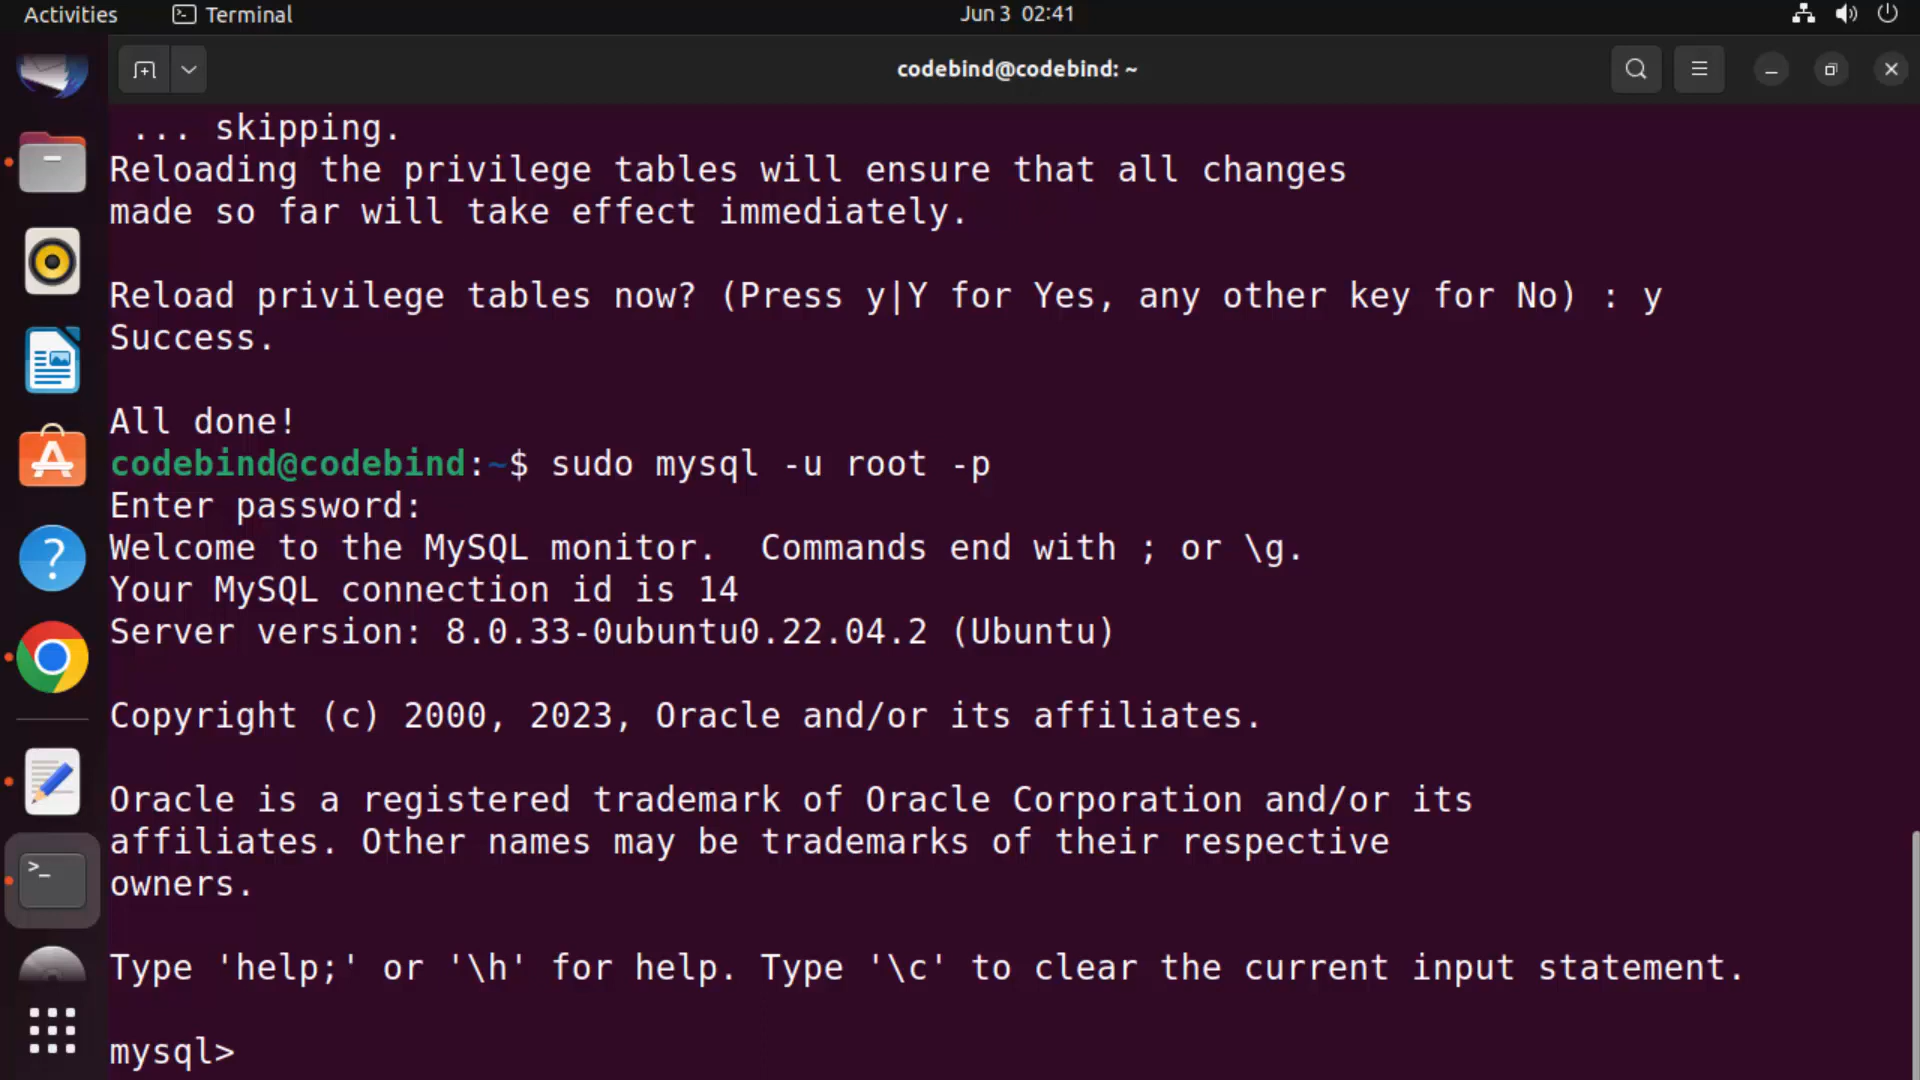 Activities Terminal Jun 3 02:41
codebind@codebind: ~
... skipping.
Reloading the privilege tables will ensure that all changes
made so far will take effect immediately.
Reload privilege tables now? (Press y|Y for Yes, any other key for No) : y
Success.
All done!
codebind@codebind:~$ sudo mysql -u root -p
Enter password:
Welcome to the MySQL monitor.  Commands end with ; or \g.
Your MySQL connection id is 14
Server version: 8.0.33-0ubuntu0.22.04.2 (Ubuntu)
Copyright (c) 2000, 2023, Oracle and/or its affiliates.
Oracle is a registered trademark of Oracle Corporation and/or its
affiliates. Other names may be trademarks of their respective
owners.
Type 'help;' or '\h' for help. Type '\c' to clear the current input statement.
mysql>